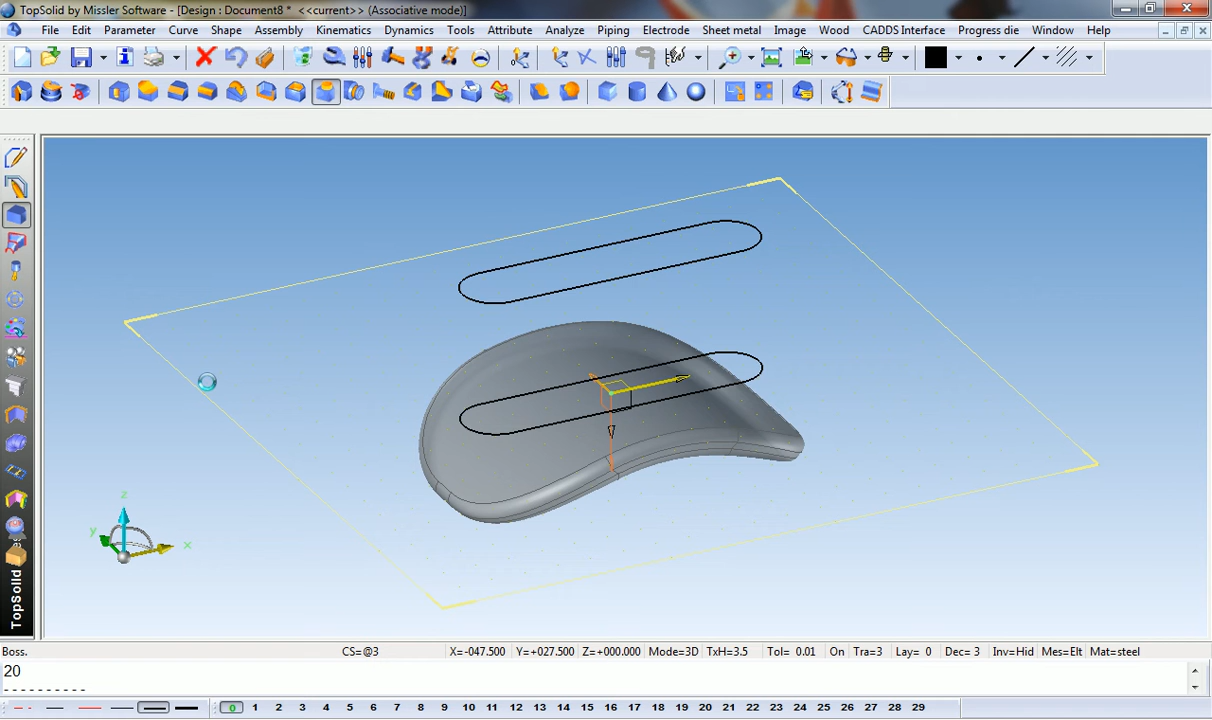 TopSolid by Missler Software - [Design : Document8 *  <<current>> (Associative mode)]
File Edit Parameter Curve Shape Assembly Kinematics Dynamics Tools Attribute Analyze Piping Electrode Sheet metal Image Wood CADDS Interface Progress die Window Help
z
y
x
TopSolid
Boss. CS=@3 X=-047.500 Y=+027.500 Z=+000.000 Mode=3D TxH=3.5 Tol= 0.01 On Tra=3 Lay= 0 Dec= 3 Inv=Hid Mes=Elt Mat=steel
20
----------
0 1 2 3 4 5 6 7 8 9 10 11 12 13 14 15 16 17 18 19 20 21 22 23 24 25 26 27 28 29